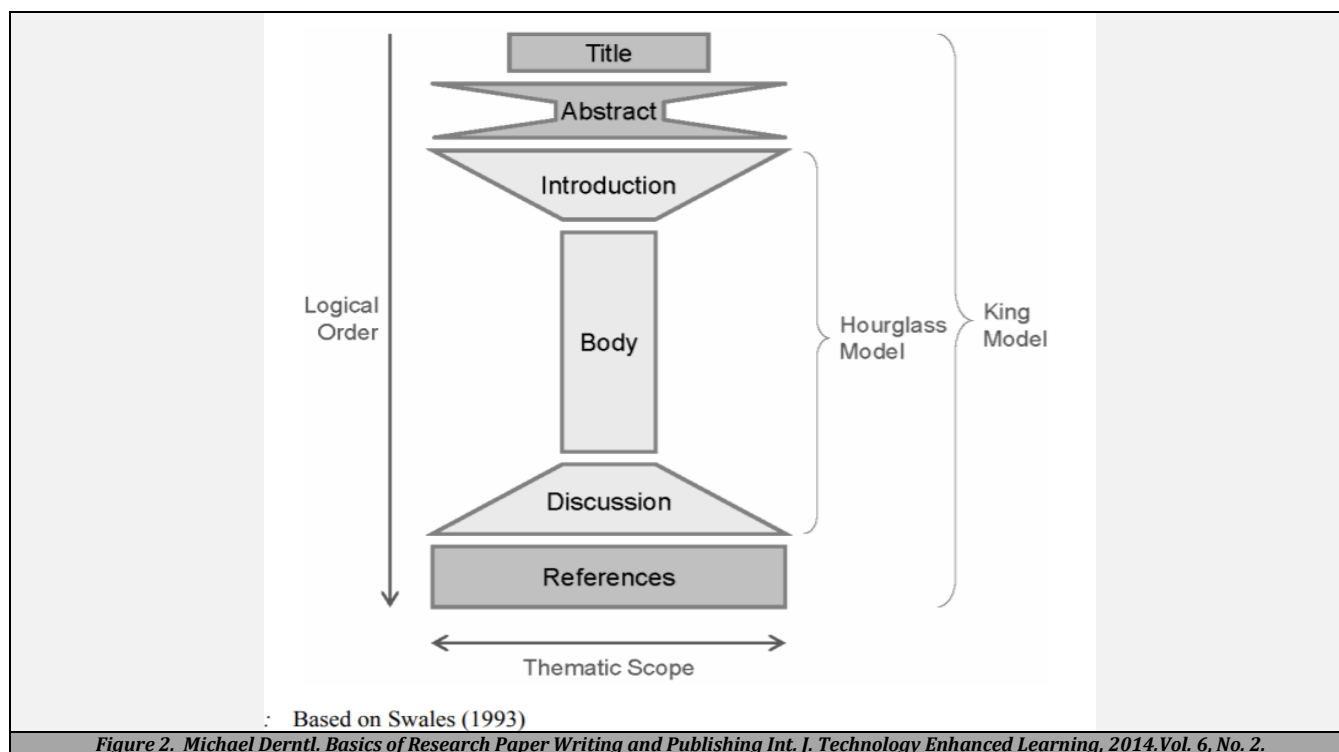 Title
Abstract
Introduction
Logical
Order
Body
Hourglass
Model
King
Model
Discussion
References
Thematic Scope
: Based on Swales (1993)
Figure 2. Michael Derntl. Basics of Research Paper Writing and Publishing Int. J. Technology Enhanced Learning, 2014.Vol. 6, No. 2.